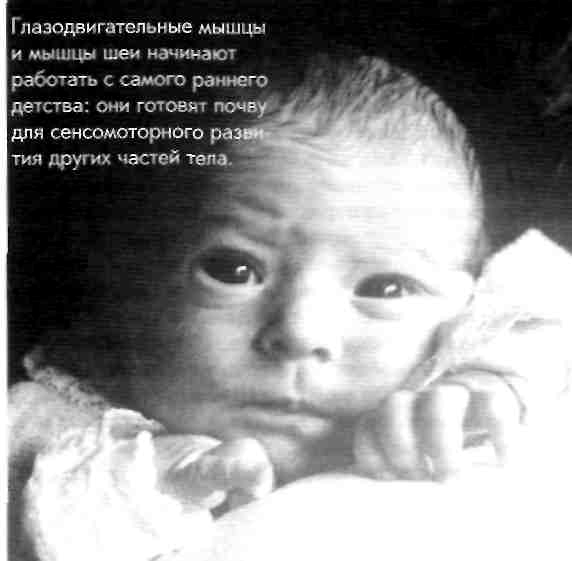 Глазодвигательные мышцы
и мышцы шеи начинают
работать с самого раннего
детства: они готовят почву
для сенсомоторного разви-
тия других частей тела.